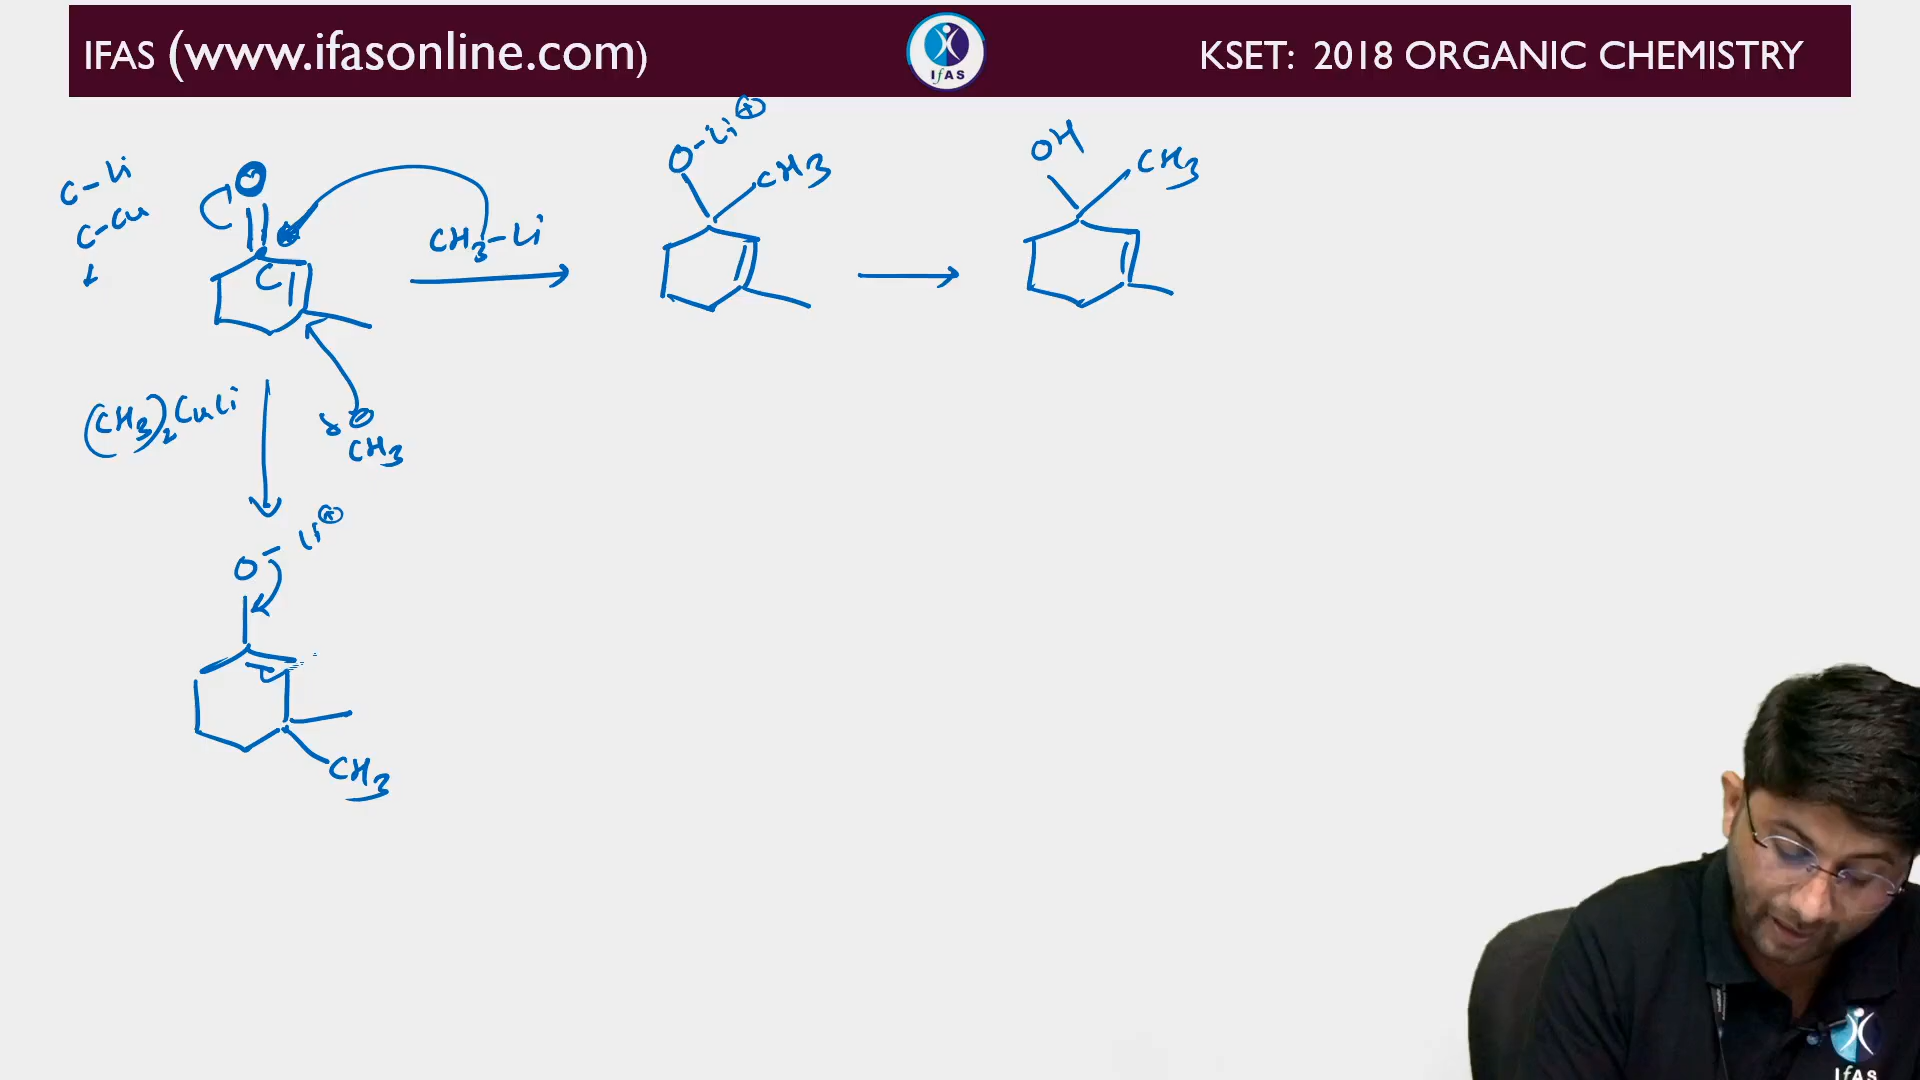 IFAS (www.ifasonline.com)
IfAS
KSET: 2018 ORGANIC CHEMISTRY
C-Li
C-Cu
O
C
CH3-Li
O-Li⊕
CH3
OH
CH3
(CH3)2CuLi
⊖
CH3
O- Li⊕
CH3
IfAS